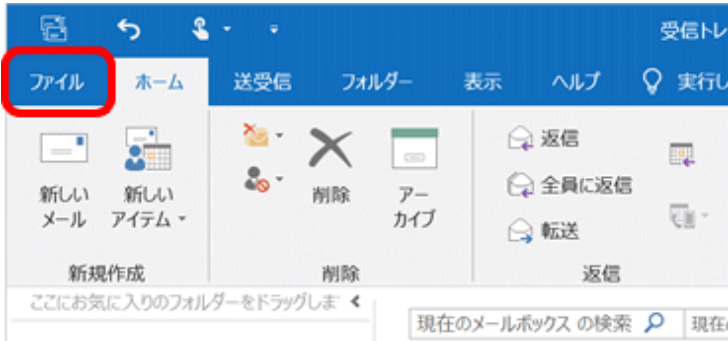 受信トレ
ファイル ホーム 送受信 フォルダー 表示 ヘルプ 実行し
新しい メール
新しい アイテム
削除
アー カイブ
返信
全員に返信
転送
新規作成 削除 返信
ここにお気に入りのフォルダーをドラッグしま
現在のメールボックス の検索 現在